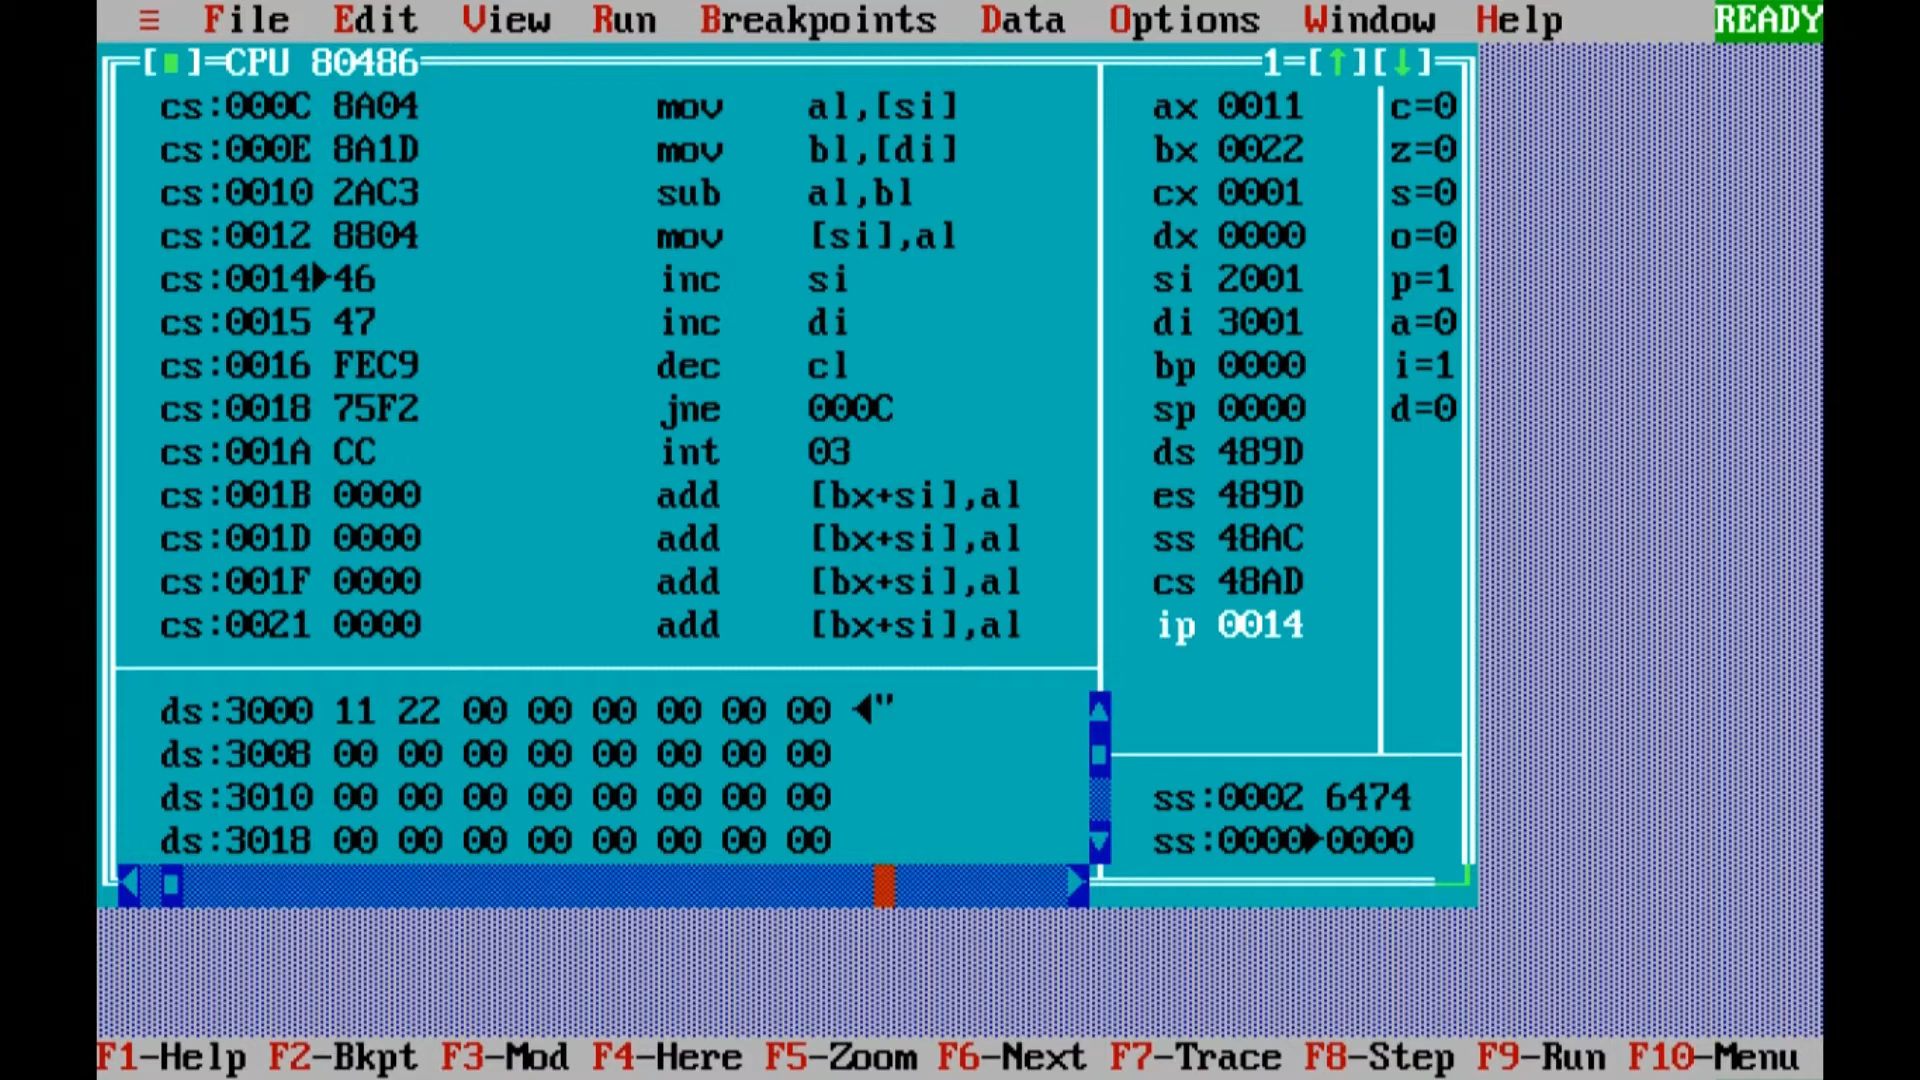 ≡ File Edit View Run Breakpoints Data Options Window Help READY
[■]=CPU 80486 1=[↑][↓]
cs:000C 8A04 mov al,[si] ax 0011 c=0
cs:000E 8A1D mov bl,[di] bx 0022 z=0
cs:0010 2AC3 sub al,bl cx 0001 s=0
cs:0012 8804 mov [si],al dx 0000 o=0
cs:0014►46 inc si si 2001 p=1
cs:0015 47 inc di di 3001 a=0
cs:0016 FEC9 dec cl bp 0000 i=1
cs:0018 75F2 jne 000C sp 0000 d=0
cs:001A CC int 03 ds 489D
cs:001B 0000 add [bx+si],al es 489D
cs:001D 0000 add [bx+si],al ss 48AC
cs:001F 0000 add [bx+si],al cs 48AD
cs:0021 0000 add [bx+si],al ip 0014
ds:3000 11 22 00 00 00 00 00 00 ◄"
ds:3008 00 00 00 00 00 00 00 00
ds:3010 00 00 00 00 00 00 00 00 ss:0002 6474
ds:3018 00 00 00 00 00 00 00 00 ss:0000►0000
F1-Help F2-Bkpt F3-Mod F4-Here F5-Zoom F6-Next F7-Trace F8-Step F9-Run F10-Menu